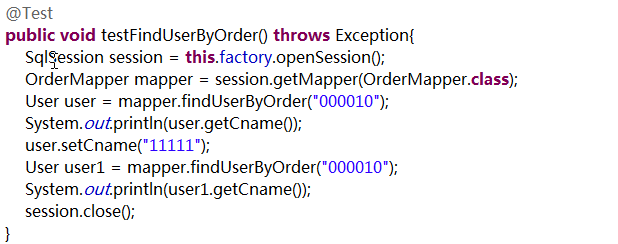 @Test
public void testFindUserByOrder() throws Exception{
SqlSession session = this.factory.openSession();
OrderMapper mapper = session.getMapper(OrderMapper.class);
User user = mapper.findUserByOrder("000010");
System.out.println(user.getCname());
user.setCname("11111");
User user1 = mapper.findUserByOrder("000010");
System.out.println(user1.getCname());
session.close();
}